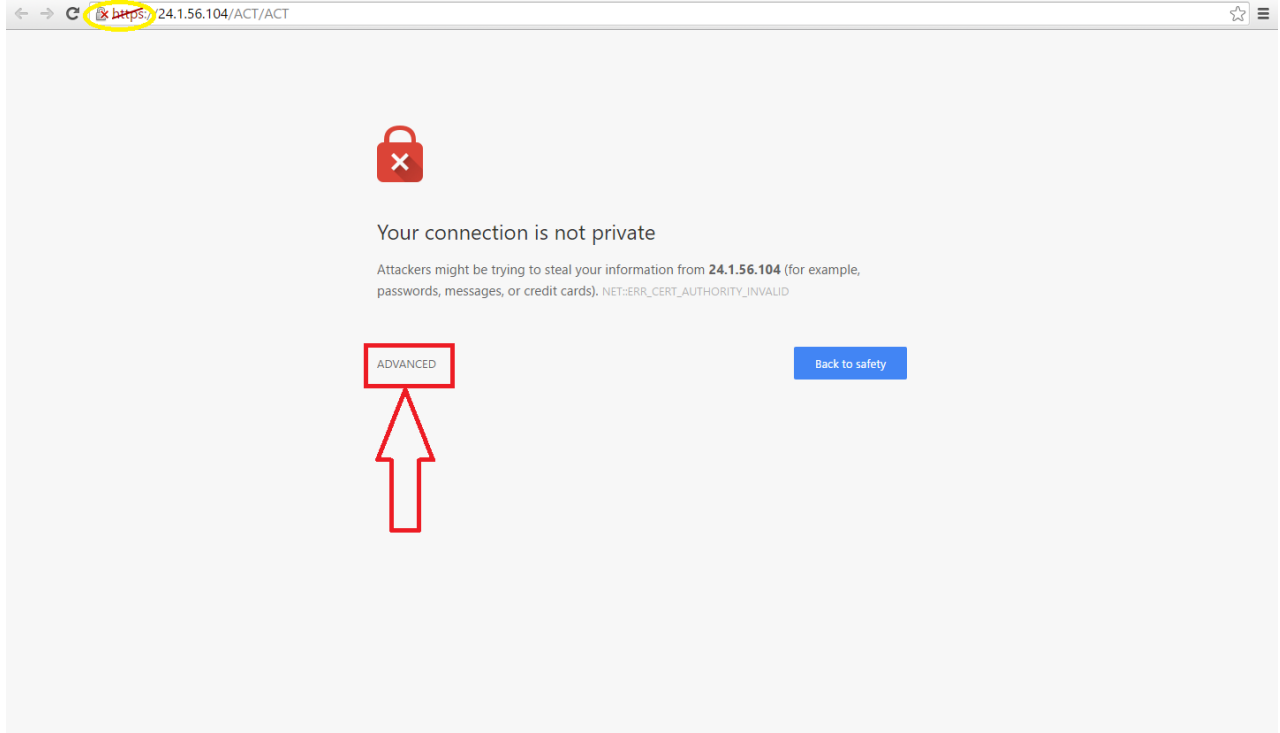 https://24.1.56.104/ACT/ACT
Your connection is not private
Attackers might be trying to steal your information from 24.1.56.104 (for example,
passwords, messages, or credit cards). NET::ERR_CERT_AUTHORITY_INVALID
ADVANCED
Back to safety